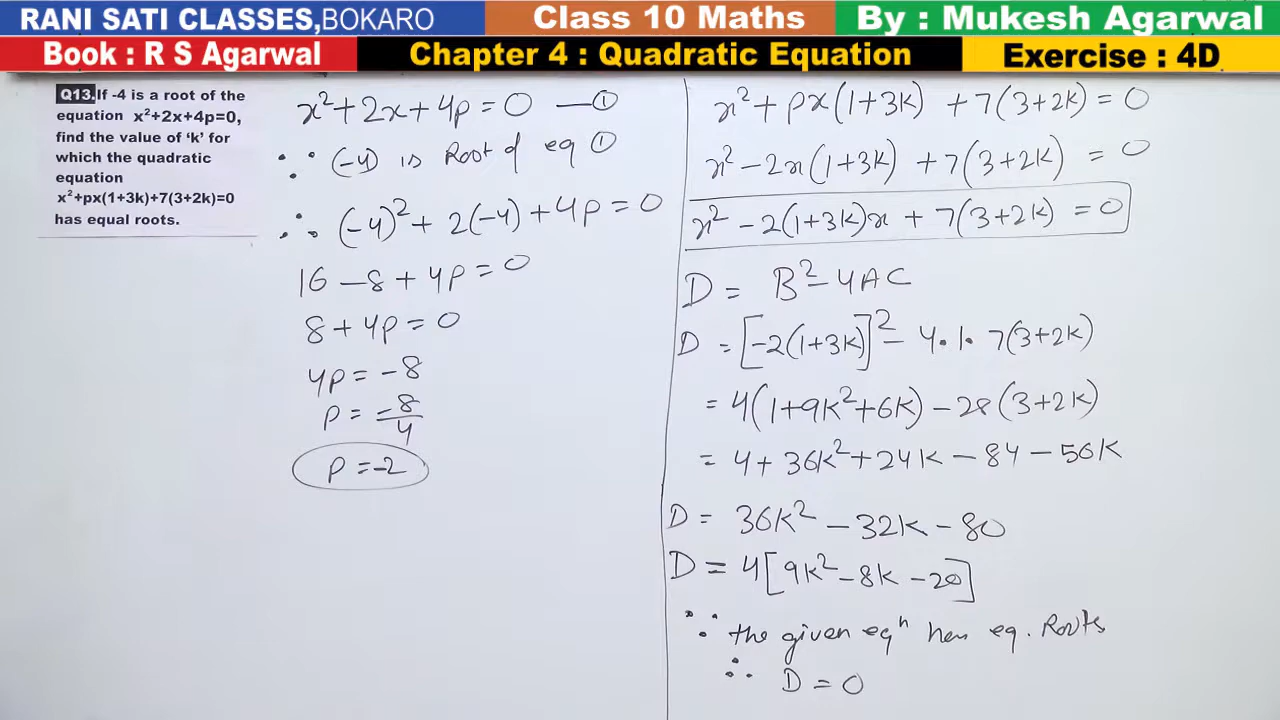 RANI SATI CLASSES,BOKARO
Class 10 Maths
By : Mukesh Agarwal
Book : R S Agarwal
Chapter 4 : Quadratic Equation
Exercise : 4D
Q13.If -4 is a root of the
equation x²+2x+4p=0,
find the value of ‘k’ for
which the quadratic
equation
x²+px(1+3k)+7(3+2k)=0
has equal roots.
x²+2x+4p=0 —①
∵ (-4) is Root of eq ①
∴ (-4)²+2(-4)+4p=0
16-8+4p=0
8+4p=0
4p=-8
p=-8/4
p=-2
x²+px(1+3k)+7(3+2k)=0
x²-2x(1+3k)+7(3+2k)=0
x²-2(1+3k)x+7(3+2k)=0
D= B²-4AC
D=[-2(1+3k)]²-4·1·7(3+2k)
=4(1+9k²+6k)-28(3+2k)
=4+36k²+24k-84-56k
D=36k²-32k-80
D=4[9k²-8k-20]
∵ the given eqⁿ has eq. Roots
∴ D=0